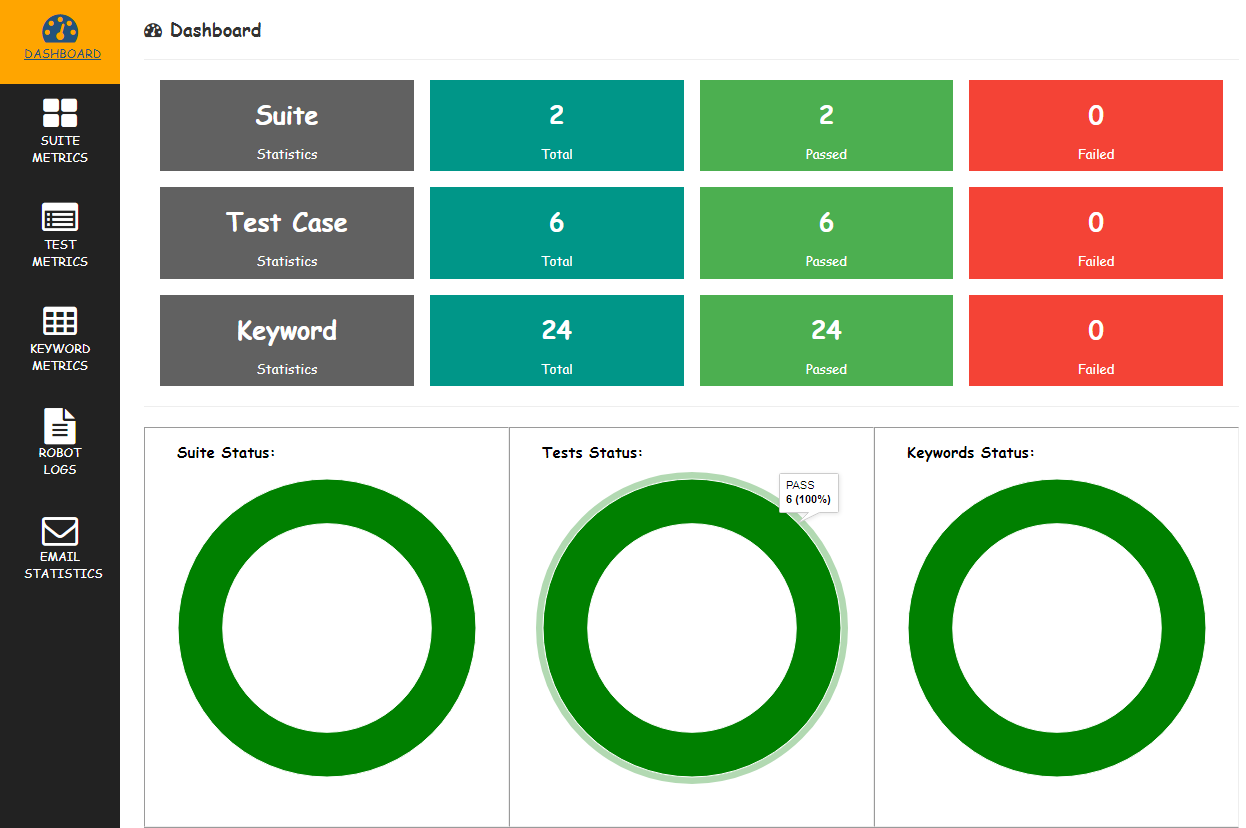 DASHBOARD
SUITE
METRICS
TEST
METRICS
KEYWORD
METRICS
ROBOT
LOGS
EMAIL
STATISTICS
Dashboard
Suite
Statistics
2
Total
2
Passed
0
Failed
Test Case
Statistics
6
Total
6
Passed
0
Failed
Keyword
Statistics
24
Total
24
Passed
0
Failed
Suite Status:
Tests Status:
PASS
6 (100%)
Keywords Status: